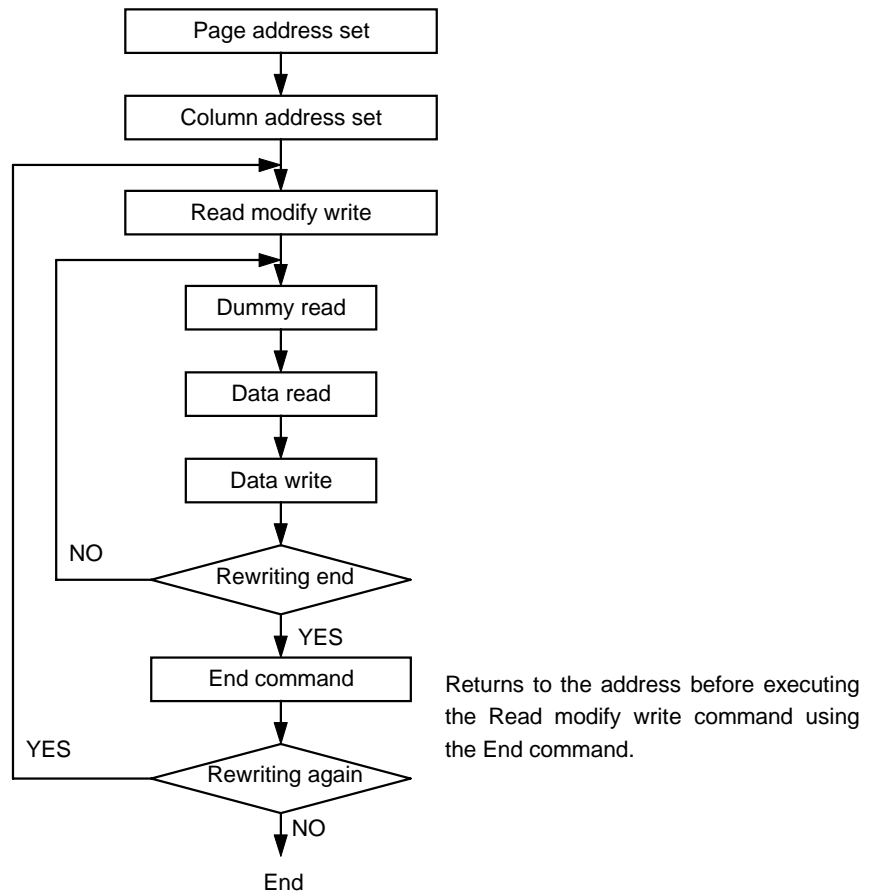 Page address set
Column address set
Read modify write
Dummy read
Data read
Data write
NO
Rewriting end
YES
End command
Returns to the address before executing
the Read modify write command using
the End command.
YES
Rewriting again
NO
End